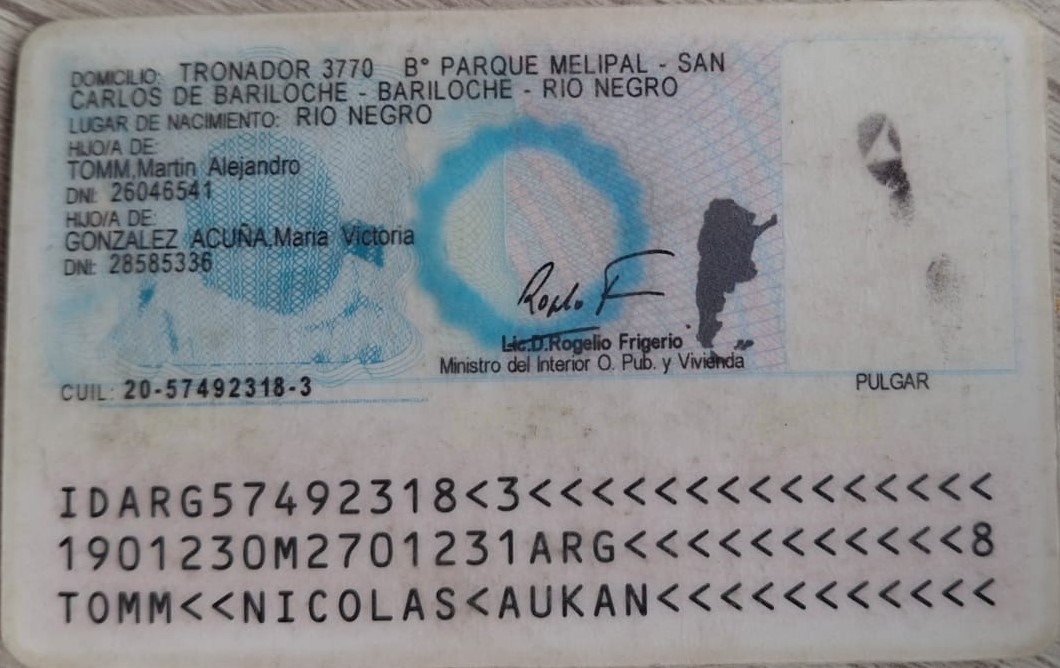 DOMICILIO: TRONADOR 3770 B° PARQUE MELIPAL - SAN
CARLOS DE BARILOCHE - BARILOCHE - RIO NEGRO
LUGAR DE NACIMIENTO: RIO NEGRO
HIJO/A DE:
TOMM,Martin Alejandro
DNI: 26046541
HIJO/A DE:
GONZALEZ ACUÑA,Maria Victoria
DNI: 28585336
Lic.D.Rogelio Frigerio
Ministro del Interior O. Pub. y Vivienda
CUIL: 20-57492318-3
PULGAR
IDARG57492318<3<<<<<<<<<<<<<<<
1901230M2701231ARG<<<<<<<<<<<8
TOMM<<NICOLAS<AUKAN<<<<<<<<<<<